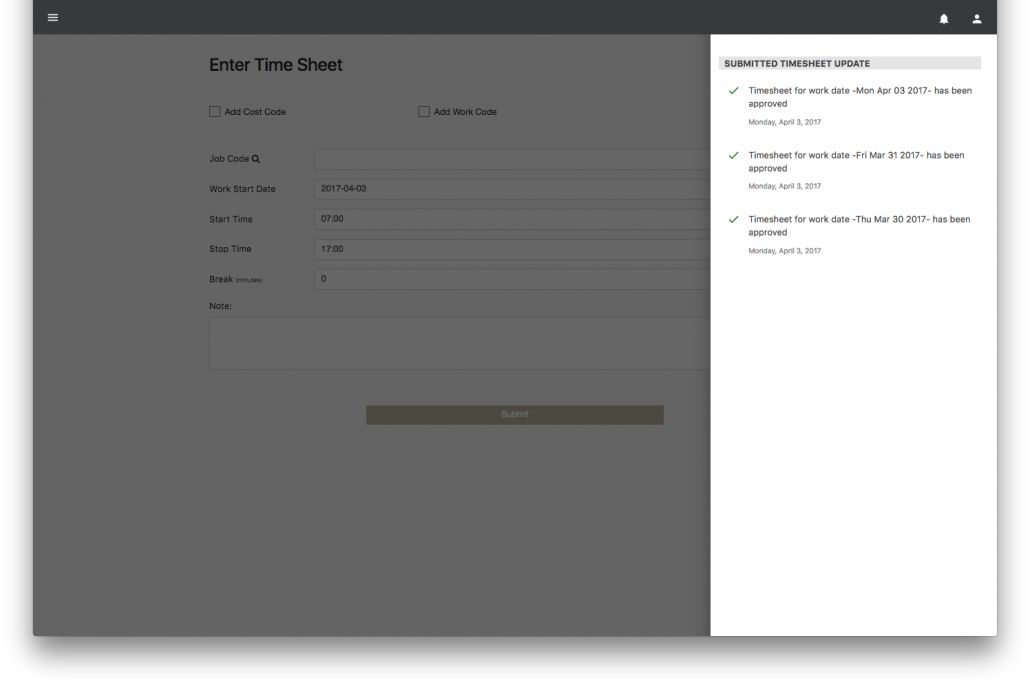 Enter Time Sheet
Add Cost Code
Add Work Code
Job Code
Work Start Date
2017-04-03
Start Time
07:00
Stop Time
17:00
Break (minutes)
0
Note:
Submit
SUBMITTED TIMESHEET UPDATE
Timesheet for work date -Mon Apr 03 2017- has been
approved
Monday, April 3, 2017
Timesheet for work date -Fri Mar 31 2017- has been
approved
Monday, April 3, 2017
Timesheet for work date -Thu Mar 30 2017- has been
approved
Monday, April 3, 2017